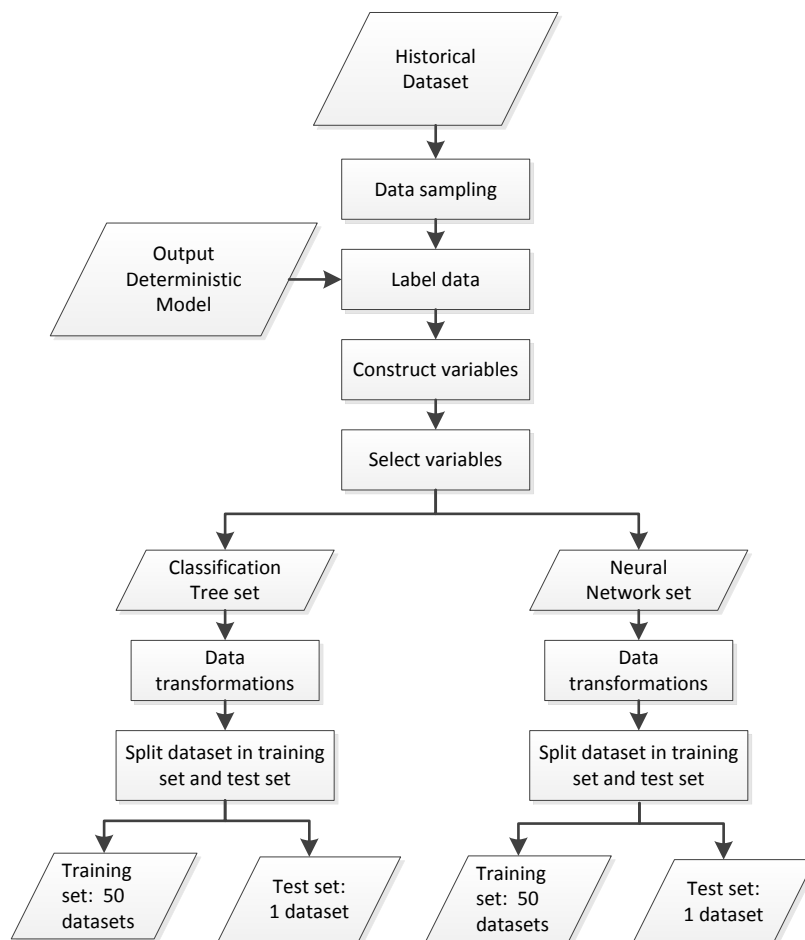 Historical
Dataset
Data sampling
Output
Deterministic
Model
Label data
Construct variables
Select variables
Classification
Tree set
Neural
Network set
Data
transformations
Data
transformations
Split dataset in training
set and test set
Split dataset in training
set and test set
Training
set: 50
datasets
Test set:
1 dataset
Training
set: 50
datasets
Test set:
1 dataset